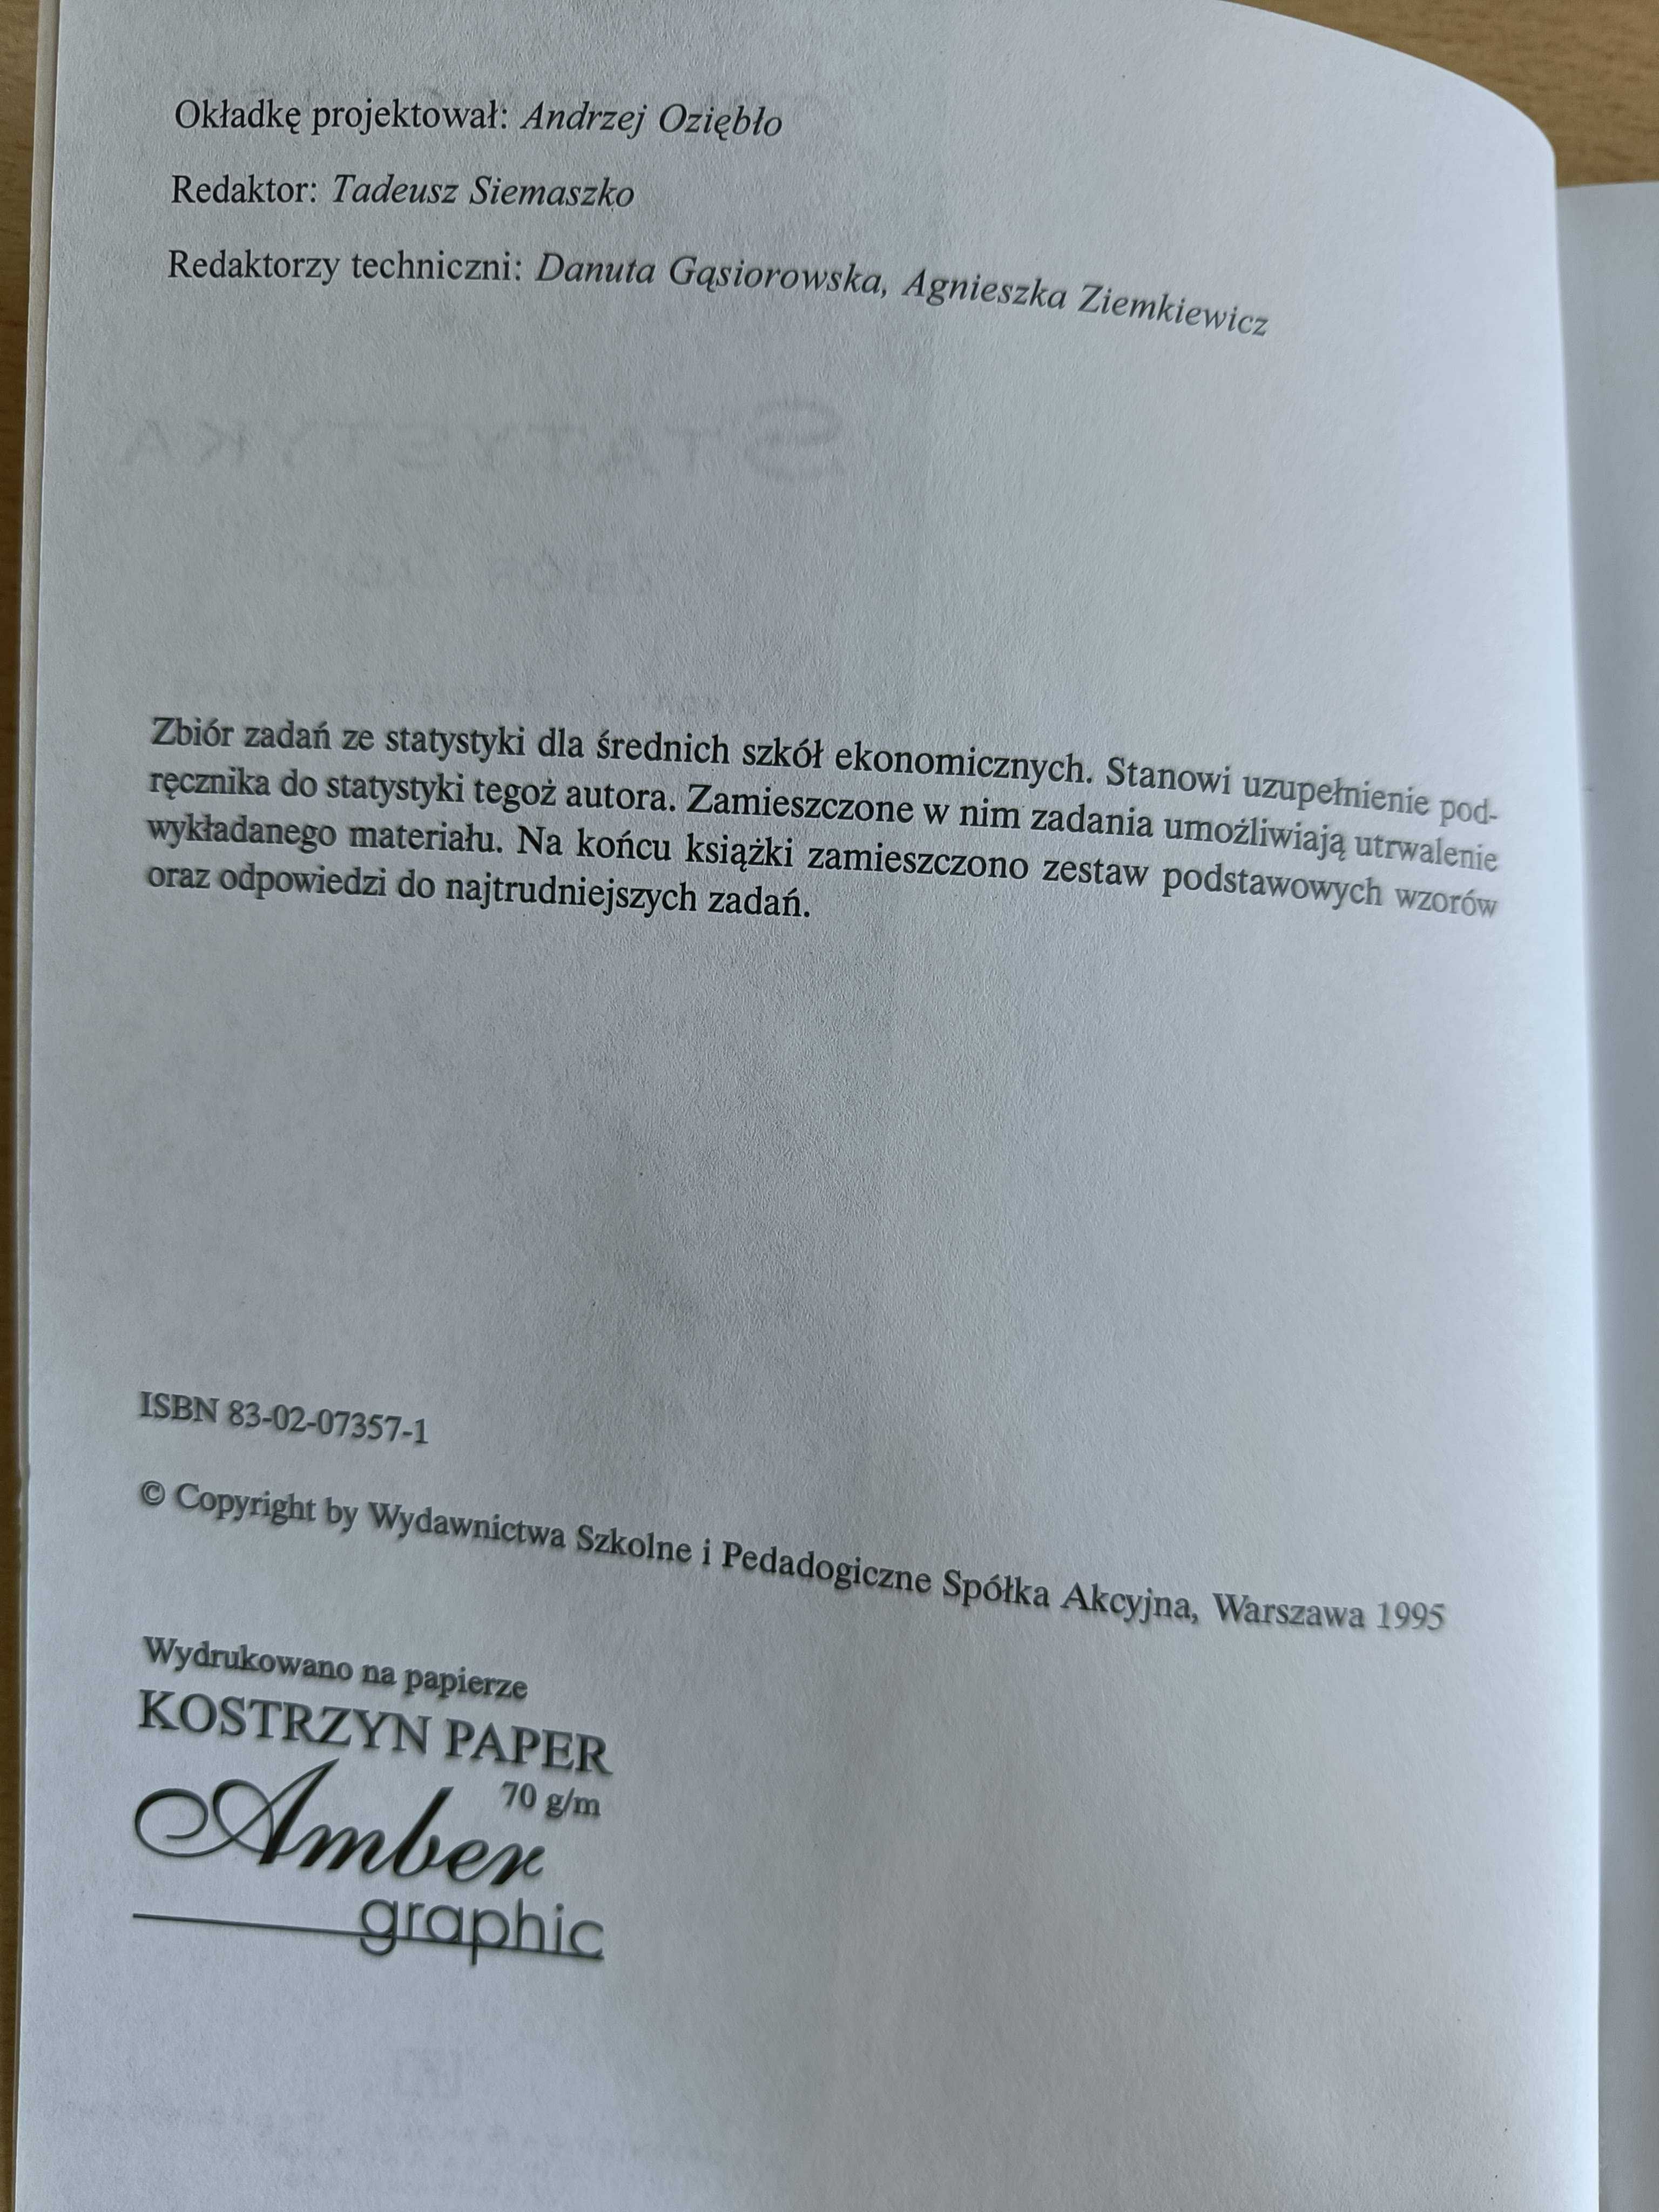 Okładkę projektował: Andrzej Oziębło
Redaktor: Tadeusz Siemaszko
Redaktorzy techniczni: Danuta Gąsiorowska, Agnieszka Ziemkiewicz
STATYSTYKA
Zbiór zadań ze statystyki dla średnich szkół ekonomicznych. Stanowi uzupełnienie pod-
ręcznika do statystyki tegoż autora. Zamieszczone w nim zadania umożliwiają utrwalenie
wykładanego materiału. Na końcu książki zamieszczono zestaw podstawowych wzorów
oraz odpowiedzi do najtrudniejszych zadań.
ISBN 83-02-07357-1
© Copyright by Wydawnictwa Szkolne i Pedadogiczne Spółka Akcyjna, Warszawa 1995
Wydrukowano na papierze
KOSTRZYN PAPER
70 g/m
Amber
graphic